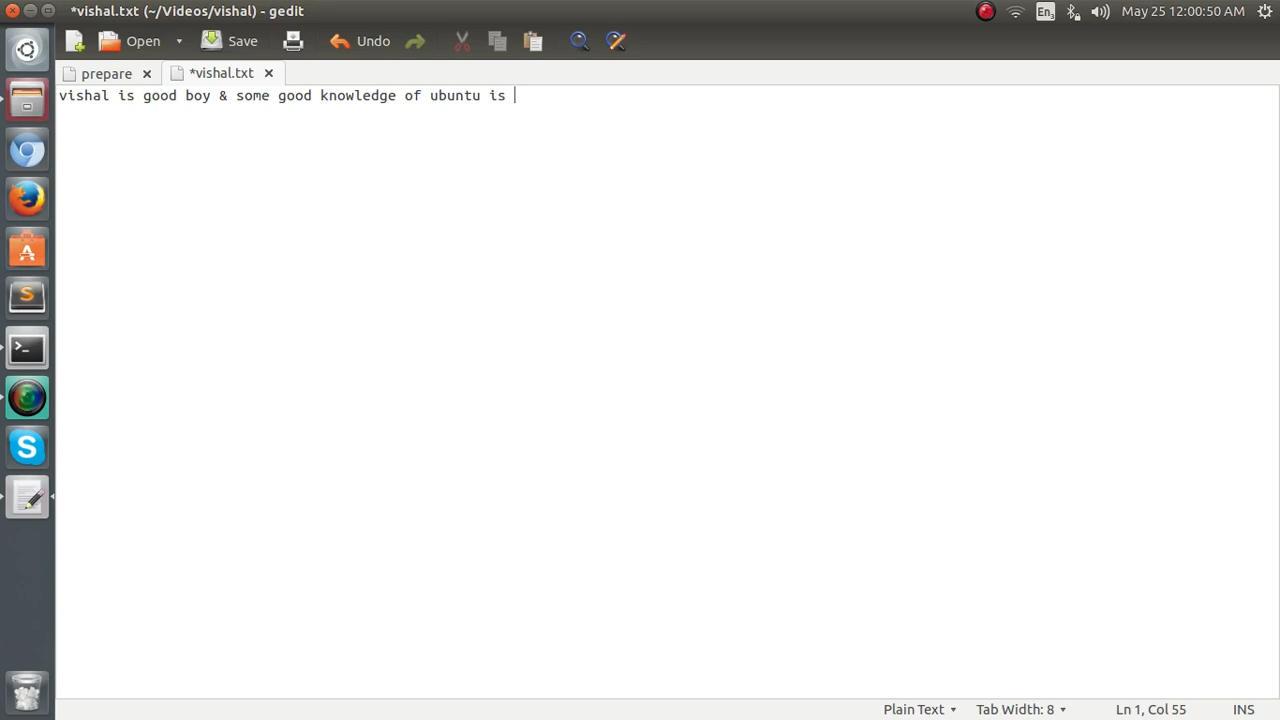 *vishal.txt (~/Videos/vishal) - gedit
En₃
May 25 12:00:50 AM
Open
Save
Undo
prepare
*vishal.txt
vishal is good boy & some good knowledge of ubuntu is
Plain Text
Tab Width: 8
Ln 1, Col 55
INS